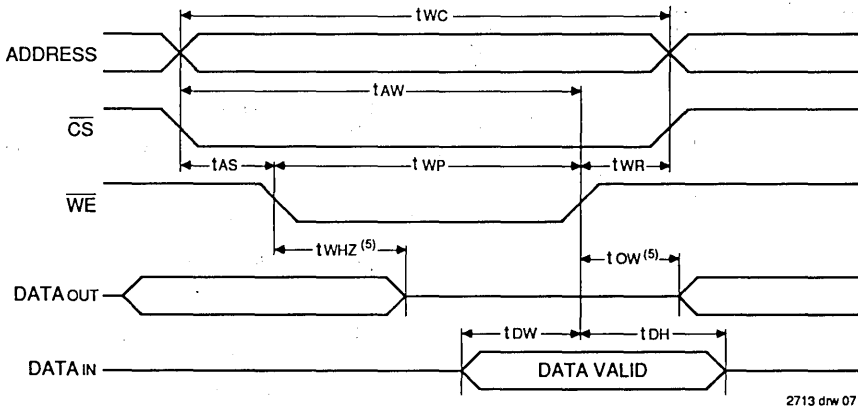 tWC
ADDRESS
tAW
CS
tAS tWP tWR
WE
tWHZ (5) tOW (5)
DATA OUT
tDW tDH
DATA IN DATA VALID
2713 drw 07